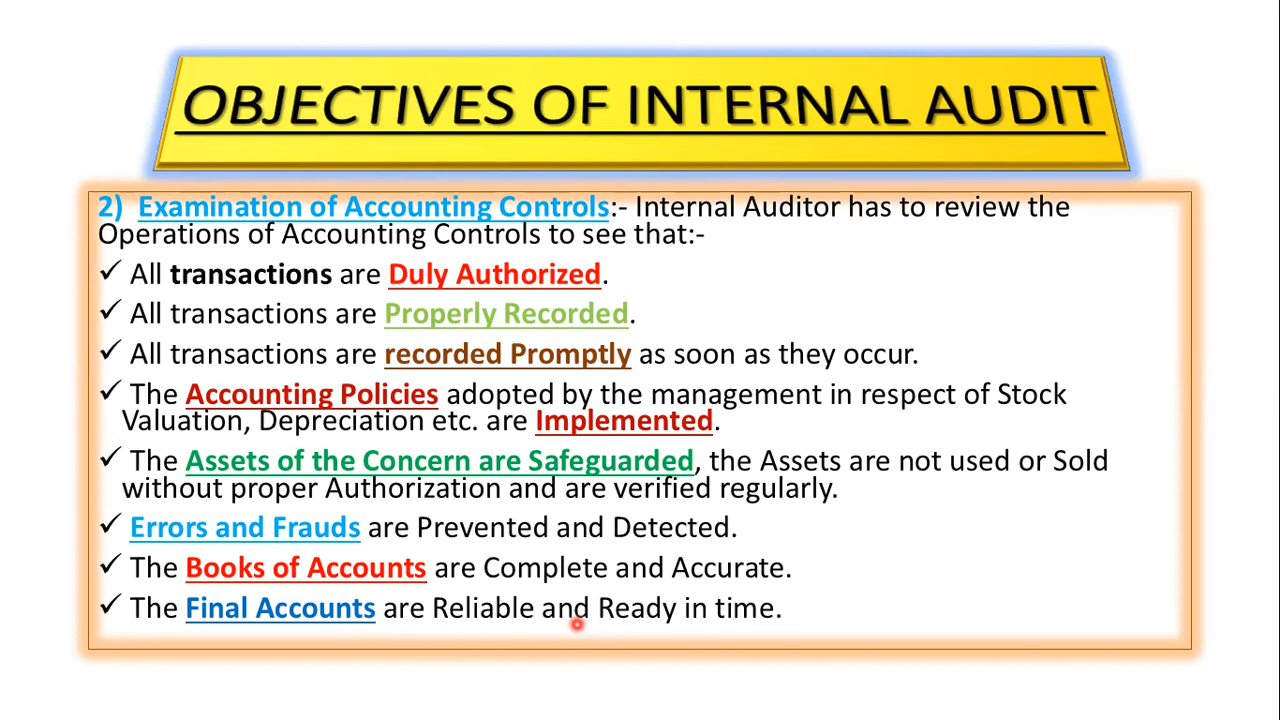 OBJECTIVES OF INTERNAL AUDIT
2) Examination of Accounting Controls:- Internal Auditor has to review the
Operations of Accounting Controls to see that:-
✓ All transactions are Duly Authorized.
✓ All transactions are Properly Recorded.
✓ All transactions are recorded Promptly as soon as they occur.
✓ The Accounting Policies adopted by the management in respect of Stock
Valuation, Depreciation etc. are Implemented.
✓ The Assets of the Concern are Safeguarded, the Assets are not used or Sold
without proper Authorization and are verified regularly.
✓ Errors and Frauds are Prevented and Detected.
✓ The Books of Accounts are Complete and Accurate.
✓ The Final Accounts are Reliable and Ready in time.